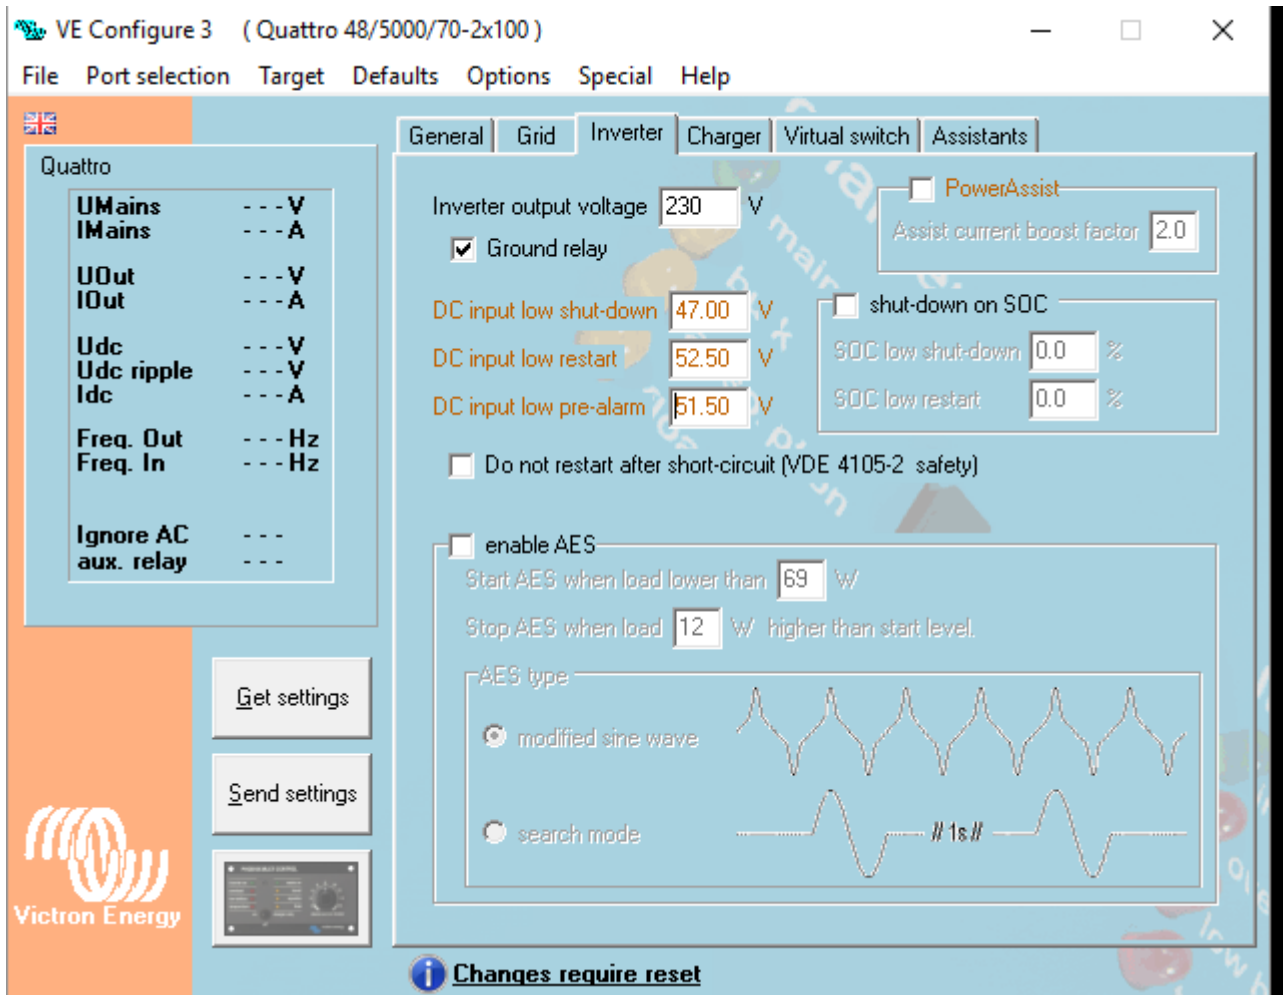 VE Configure 3 ( Quattro 48/5000/70-2x100 )
File Port selection Target Defaults Options Special Help
General Grid Inverter Charger Virtual switch Assistants
Quattro
UMains - - - V
IMains - - - A
UOut - - - V
IOut - - - A
Udc - - - V
Udc ripple - - - V
Idc - - - A
Freq. Out - - - Hz
Freq. In - - - Hz
Ignore AC - - -
aux. relay - - -
Get settings
Send settings
Victron Energy
Inverter output voltage 230 V
Ground relay
PowerAssist
Assist current boost factor 2.0
DC input low shut-down 47.00 V
DC input low restart 52.50 V
DC input low pre-alarm 51.50 V
shut-down on SOC
SOC low shut-down 0.0 %
SOC low restart 0.0 %
Do not restart after short-circuit (VDE 4105-2 safety)
enable AES
Start AES when load lower than 69 W
Stop AES when load 12 W higher than start level.
AES type
modified sine wave
search mode
// 1s //
Changes require reset